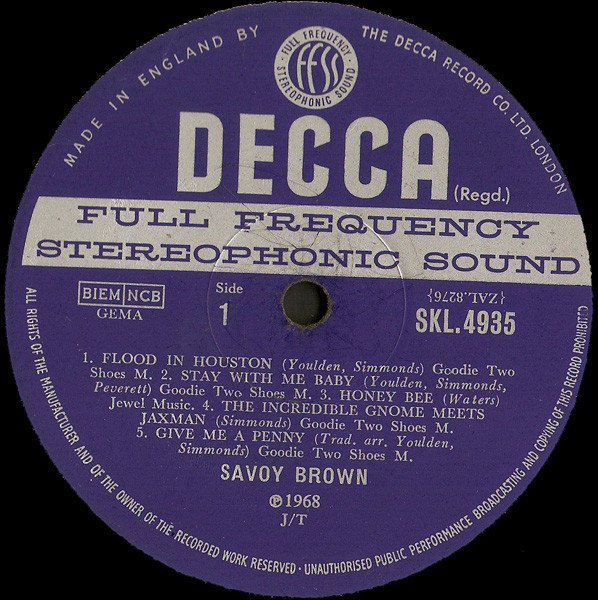 MADE IN ENGLAND BY
THE DECCA RECORD CO. LTD. LONDON
· FULL FREQUENCY ·
FFSS
STEREOPHONIC SOUND
DECCA
(Regd.)
FULL FREQUENCY
STEREOPHONIC SOUND
BIEM NCB
GEMA
Side
1
{ZAL.8276}
SKL.4935
1. FLOOD IN HOUSTON (Youlden, Simmonds) Goodie Two
Shoes M. 2. STAY WITH ME BABY (Youlden, Simmonds,
Peverett) Goodie Two Shoes M. 3. HONEY BEE (Waters)
Jewel Music. 4. THE INCREDIBLE GNOME MEETS
JAXMAN (Simmonds) Goodie Two Shoes M.
5. GIVE ME A PENNY (Trad. arr. Youlden,
Simmonds) Goodie Two Shoes M.
SAVOY BROWN
℗1968
J/T
ALL RIGHTS OF THE MANUFACTURER AND OF THE OWNER OF THE RECORDED WORK RESERVED · UNAUTHORISED PUBLIC PERFORMANCE BROADCASTING AND COPYING OF THIS RECORD PROHIBITED